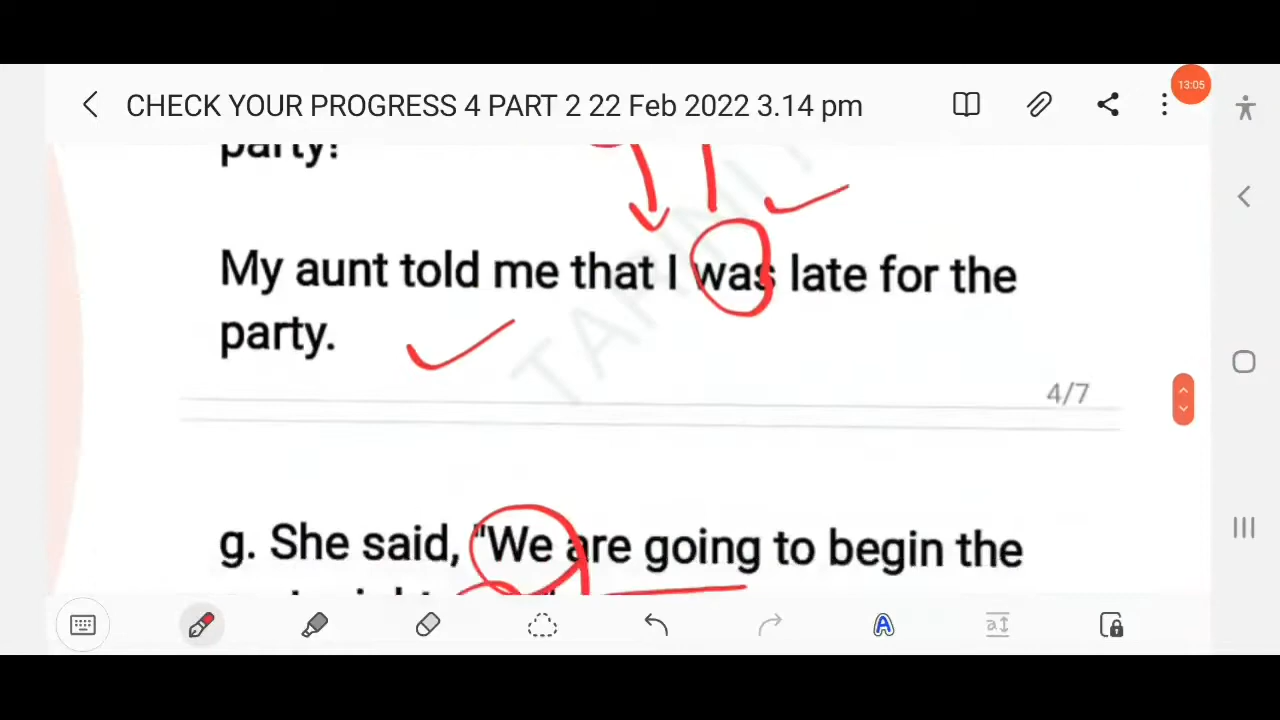 13:05
CHECK YOUR PROGRESS 4 PART 2 22 Feb 2022 3.14 pm
party!
My aunt told me that I was late for the
party.
4/7
g. She said, "We are going to begin the